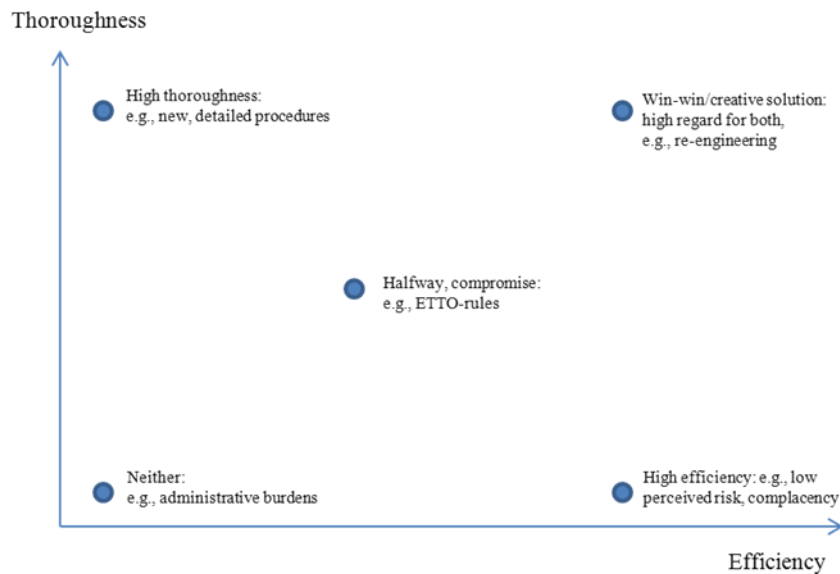 Thoroughness
High thoroughness:
e.g., new, detailed procedures
Win-win/creative solution:
high regard for both,
e.g., re-engineering
Halfway, compromise:
e.g., ETTO-rules
Neither:
e.g., administrative burdens
High efficiency: e.g., low
perceived risk, complacency
Efficiency